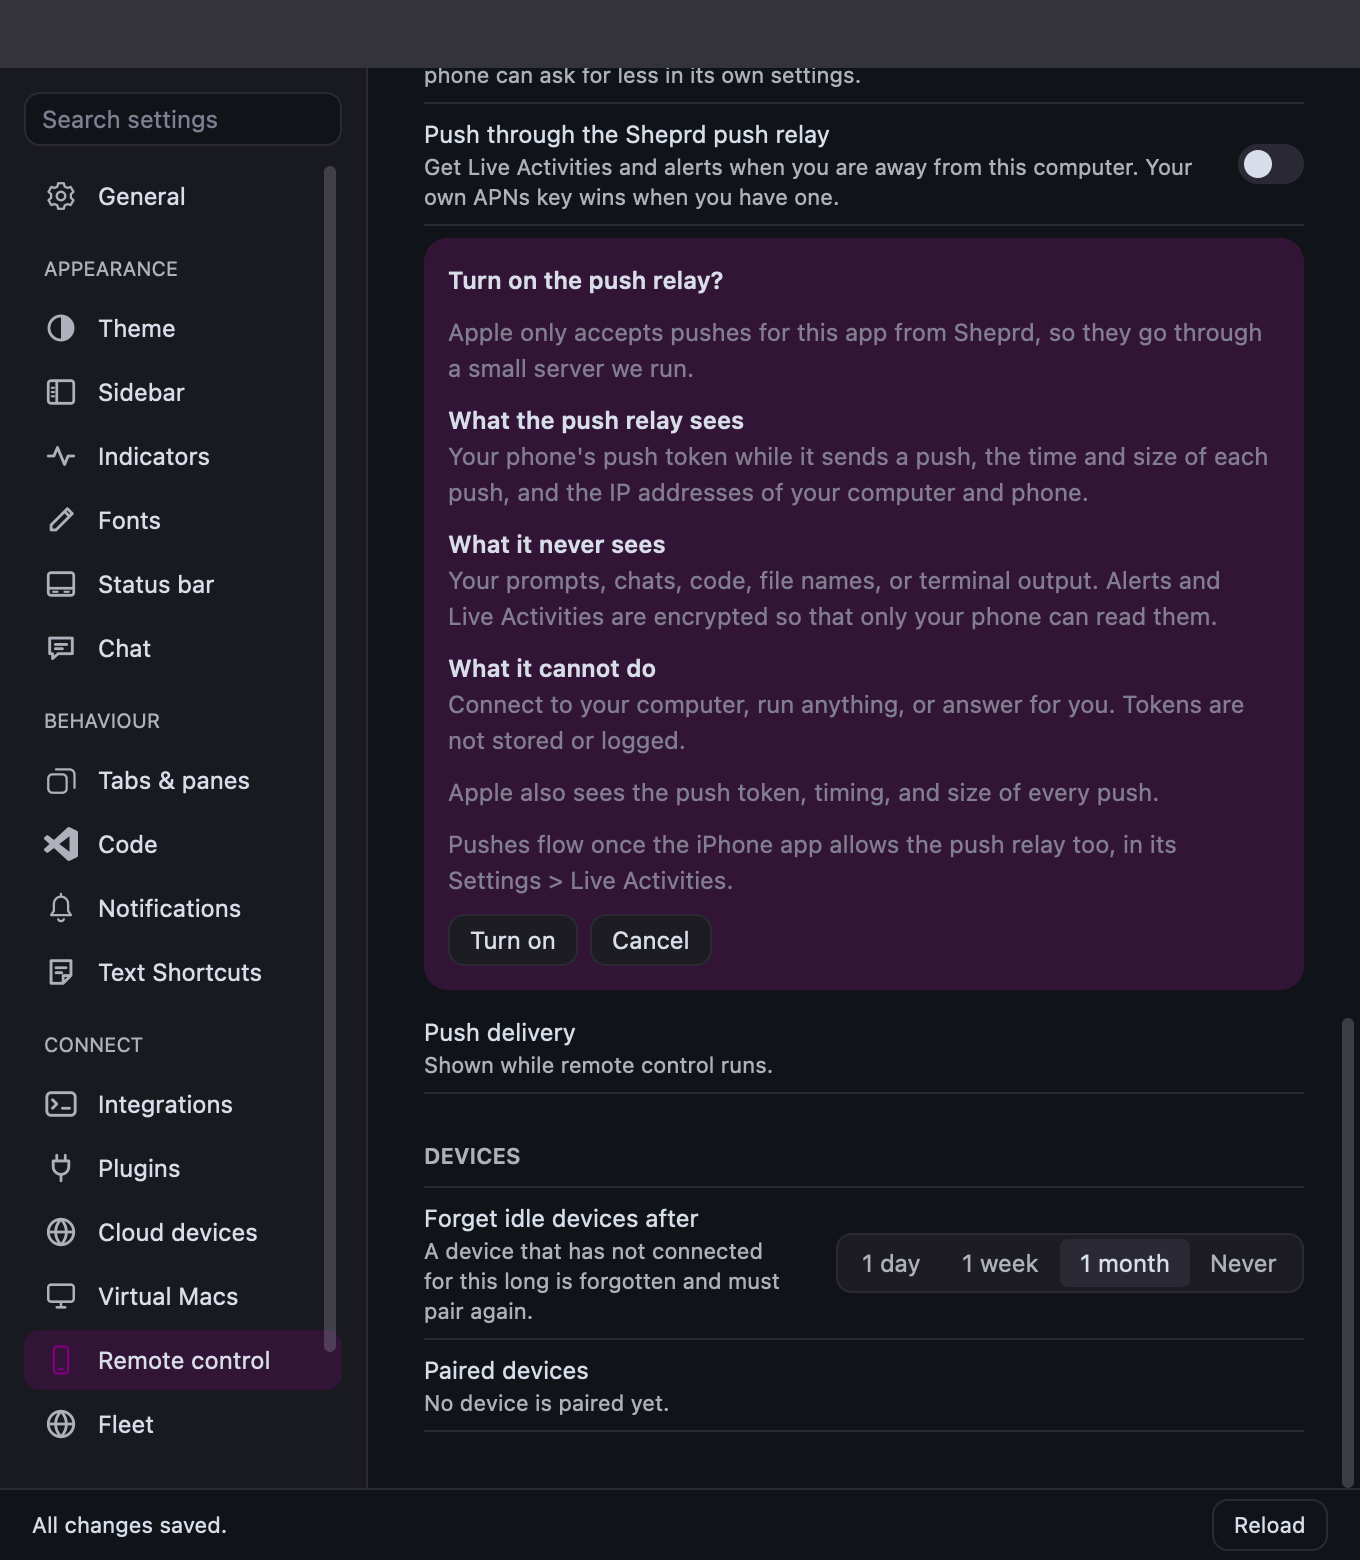 Search settings
General
APPEARANCE
Theme
Sidebar
Indicators
Fonts
Status bar
Chat
BEHAVIOUR
Tabs & panes
Code
Notifications
Text Shortcuts
CONNECT
Integrations
Plugins
Cloud devices
Virtual Macs
Remote control
Fleet
phone can ask for less in its own settings.
Push through the Sheprd push relay
Get Live Activities and alerts when you are away from this computer. Your
own APNs key wins when you have one.
Turn on the push relay?
Apple only accepts pushes for this app from Sheprd, so they go through
a small server we run.
What the push relay sees
Your phone's push token while it sends a push, the time and size of each
push, and the IP addresses of your computer and phone.
What it never sees
Your prompts, chats, code, file names, or terminal output. Alerts and
Live Activities are encrypted so that only your phone can read them.
What it cannot do
Connect to your computer, run anything, or answer for you. Tokens are
not stored or logged.
Apple also sees the push token, timing, and size of every push.
Pushes flow once the iPhone app allows the push relay too, in its
Settings > Live Activities.
Turn on
Cancel
Push delivery
Shown while remote control runs.
DEVICES
Forget idle devices after
A device that has not connected
for this long is forgotten and must
pair again.
1 day
1 week
1 month
Never
Paired devices
No device is paired yet.
All changes saved.
Reload